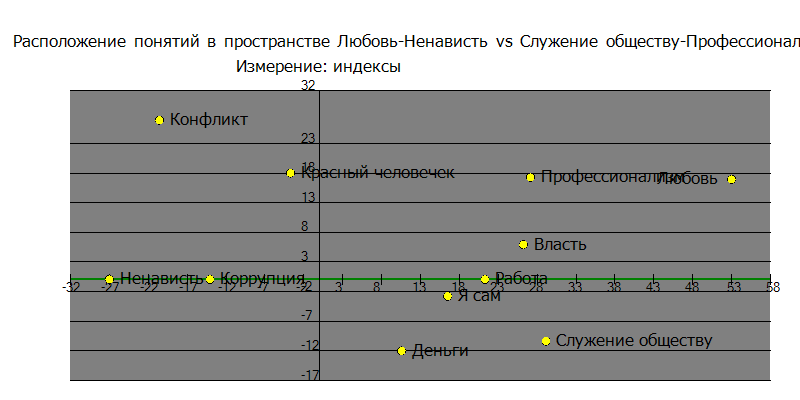 Расположение понятий в пространстве Любовь-Ненависть vs Служение обществу-Профессионал
Измерение: индексы
32
Конфликт
23
18
Красный человечек
Профессионализм
Любовь
13
8
Власть
3
Ненависть
Коррупция
Работа
-32 -27 -22 -17 -12 -7 -2 3 8 13 18 23 28 33 38 43 48 53 58
-2
Я сам
-7
Служение обществу
-12
Деньги
-17